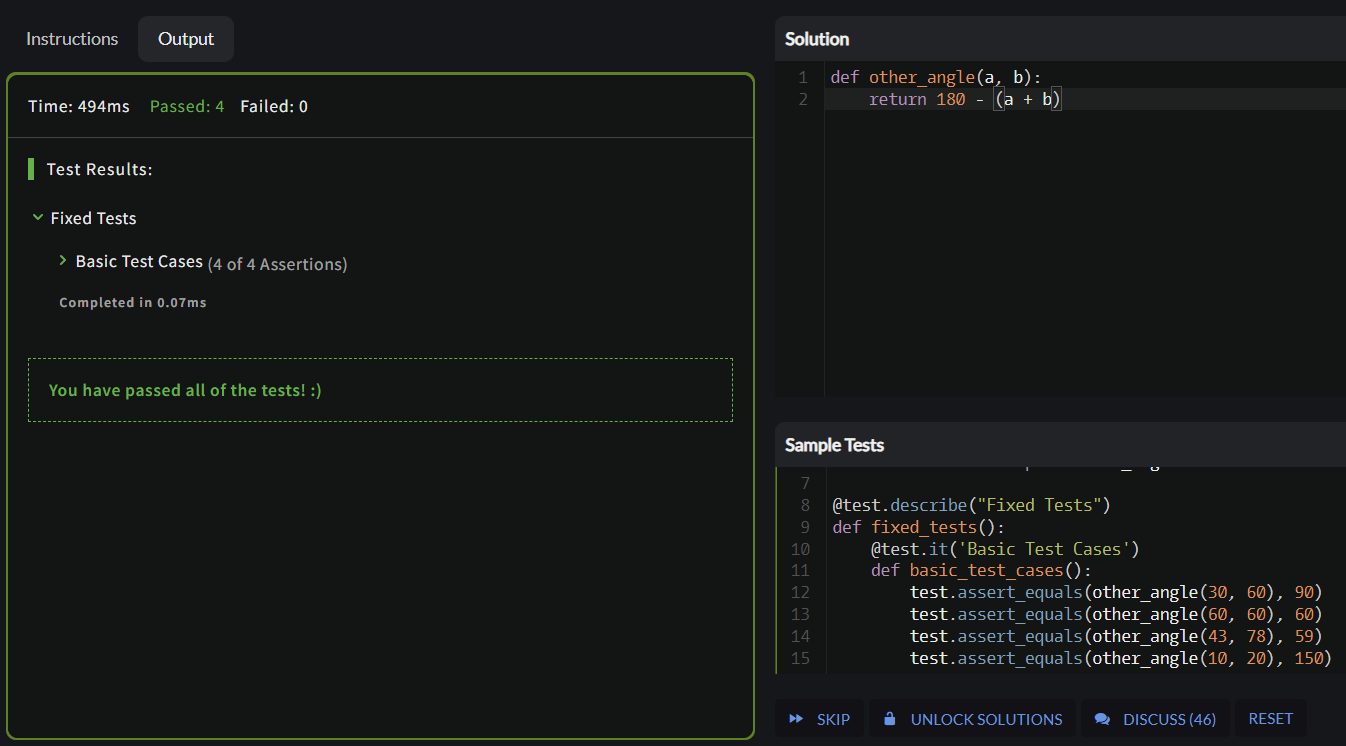 Instructions
Output
Time: 494ms Passed: 4 Failed: 0
Test Results:
Fixed Tests
Basic Test Cases (4 of 4 Assertions)
Completed in 0.07ms
You have passed all of the tests! :)
Solution
1 def other_angle(a, b):
2     return 180 - (a + b)
Sample Tests
7
8 @test.describe("Fixed Tests")
9 def fixed_tests():
10     @test.it('Basic Test Cases')
11     def basic_test_cases():
12         test.assert_equals(other_angle(30, 60), 90)
13         test.assert_equals(other_angle(60, 60), 60)
14         test.assert_equals(other_angle(43, 78), 59)
15         test.assert_equals(other_angle(10, 20), 150)
SKIP
UNLOCK SOLUTIONS
DISCUSS (46)
RESET